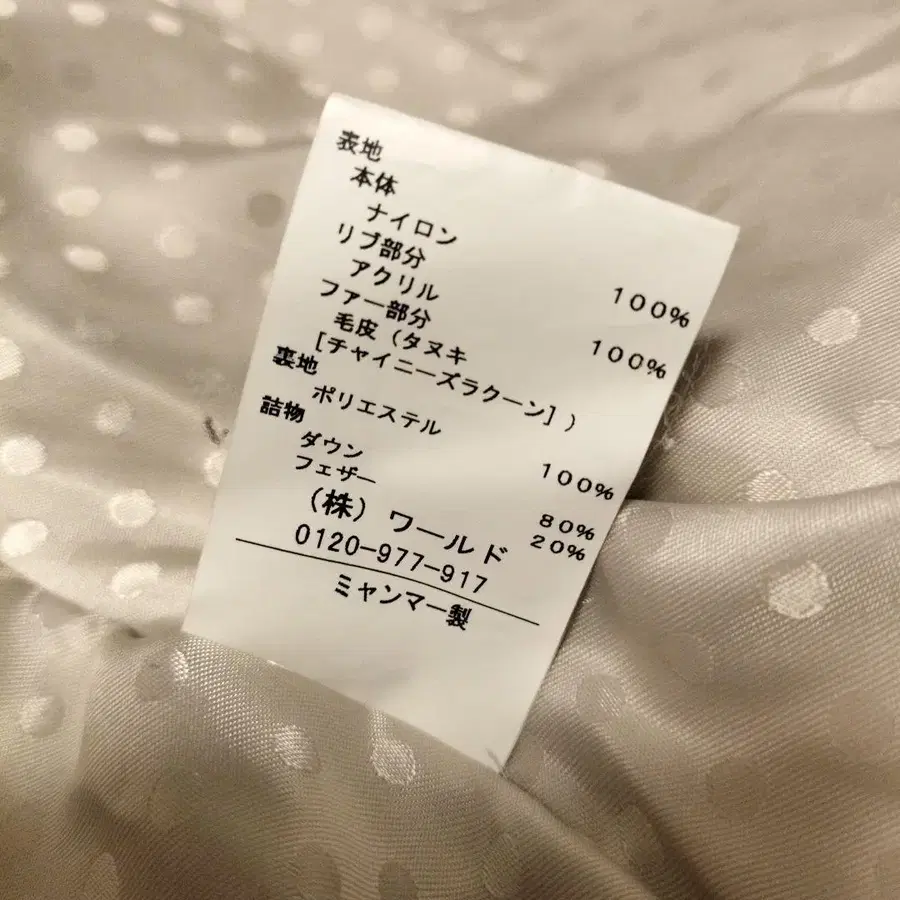 表地
本体
ナイロン 100%
リブ部分
アクリル 100%
ファー部分
毛皮（タヌキ
[チャイニーズラクーン]）
裏地
ポリエステル 100%
詰物
ダウン 80%
フェザー 20%
（株）ワールド
0120-977-917
ミャンマー製